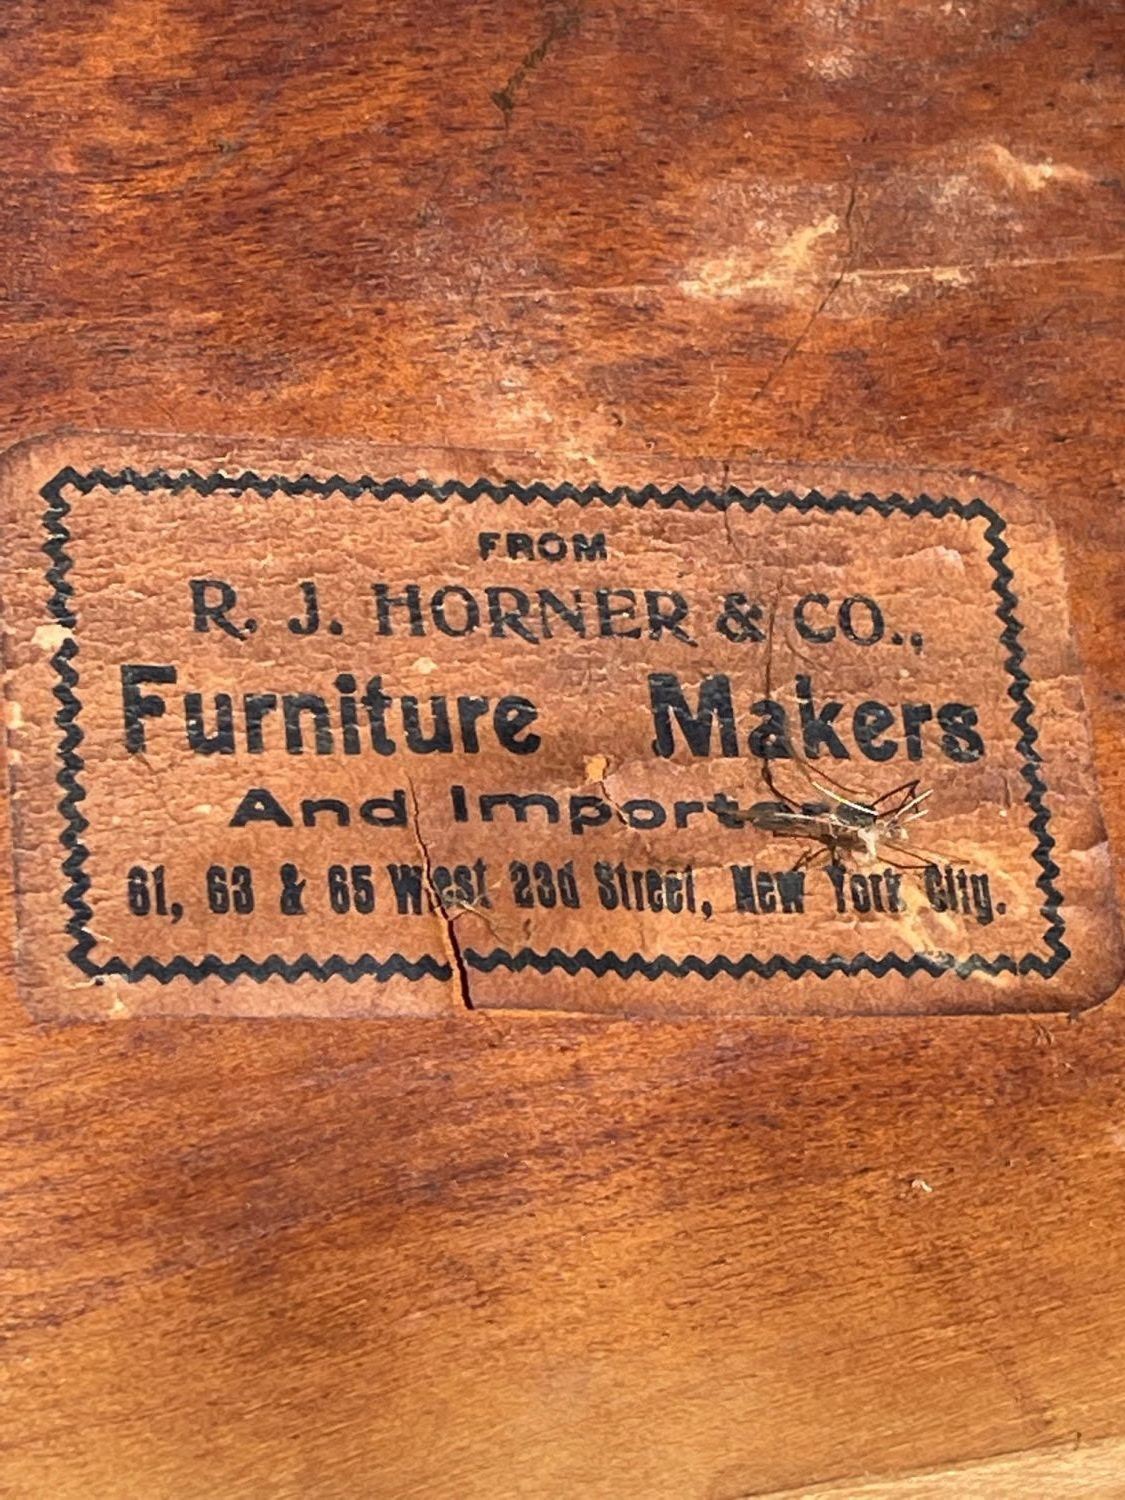 FROM
R. J. HORNER & CO.,
Furniture Makers
And Importers
61, 63 & 65 West 23d Street, New York City.